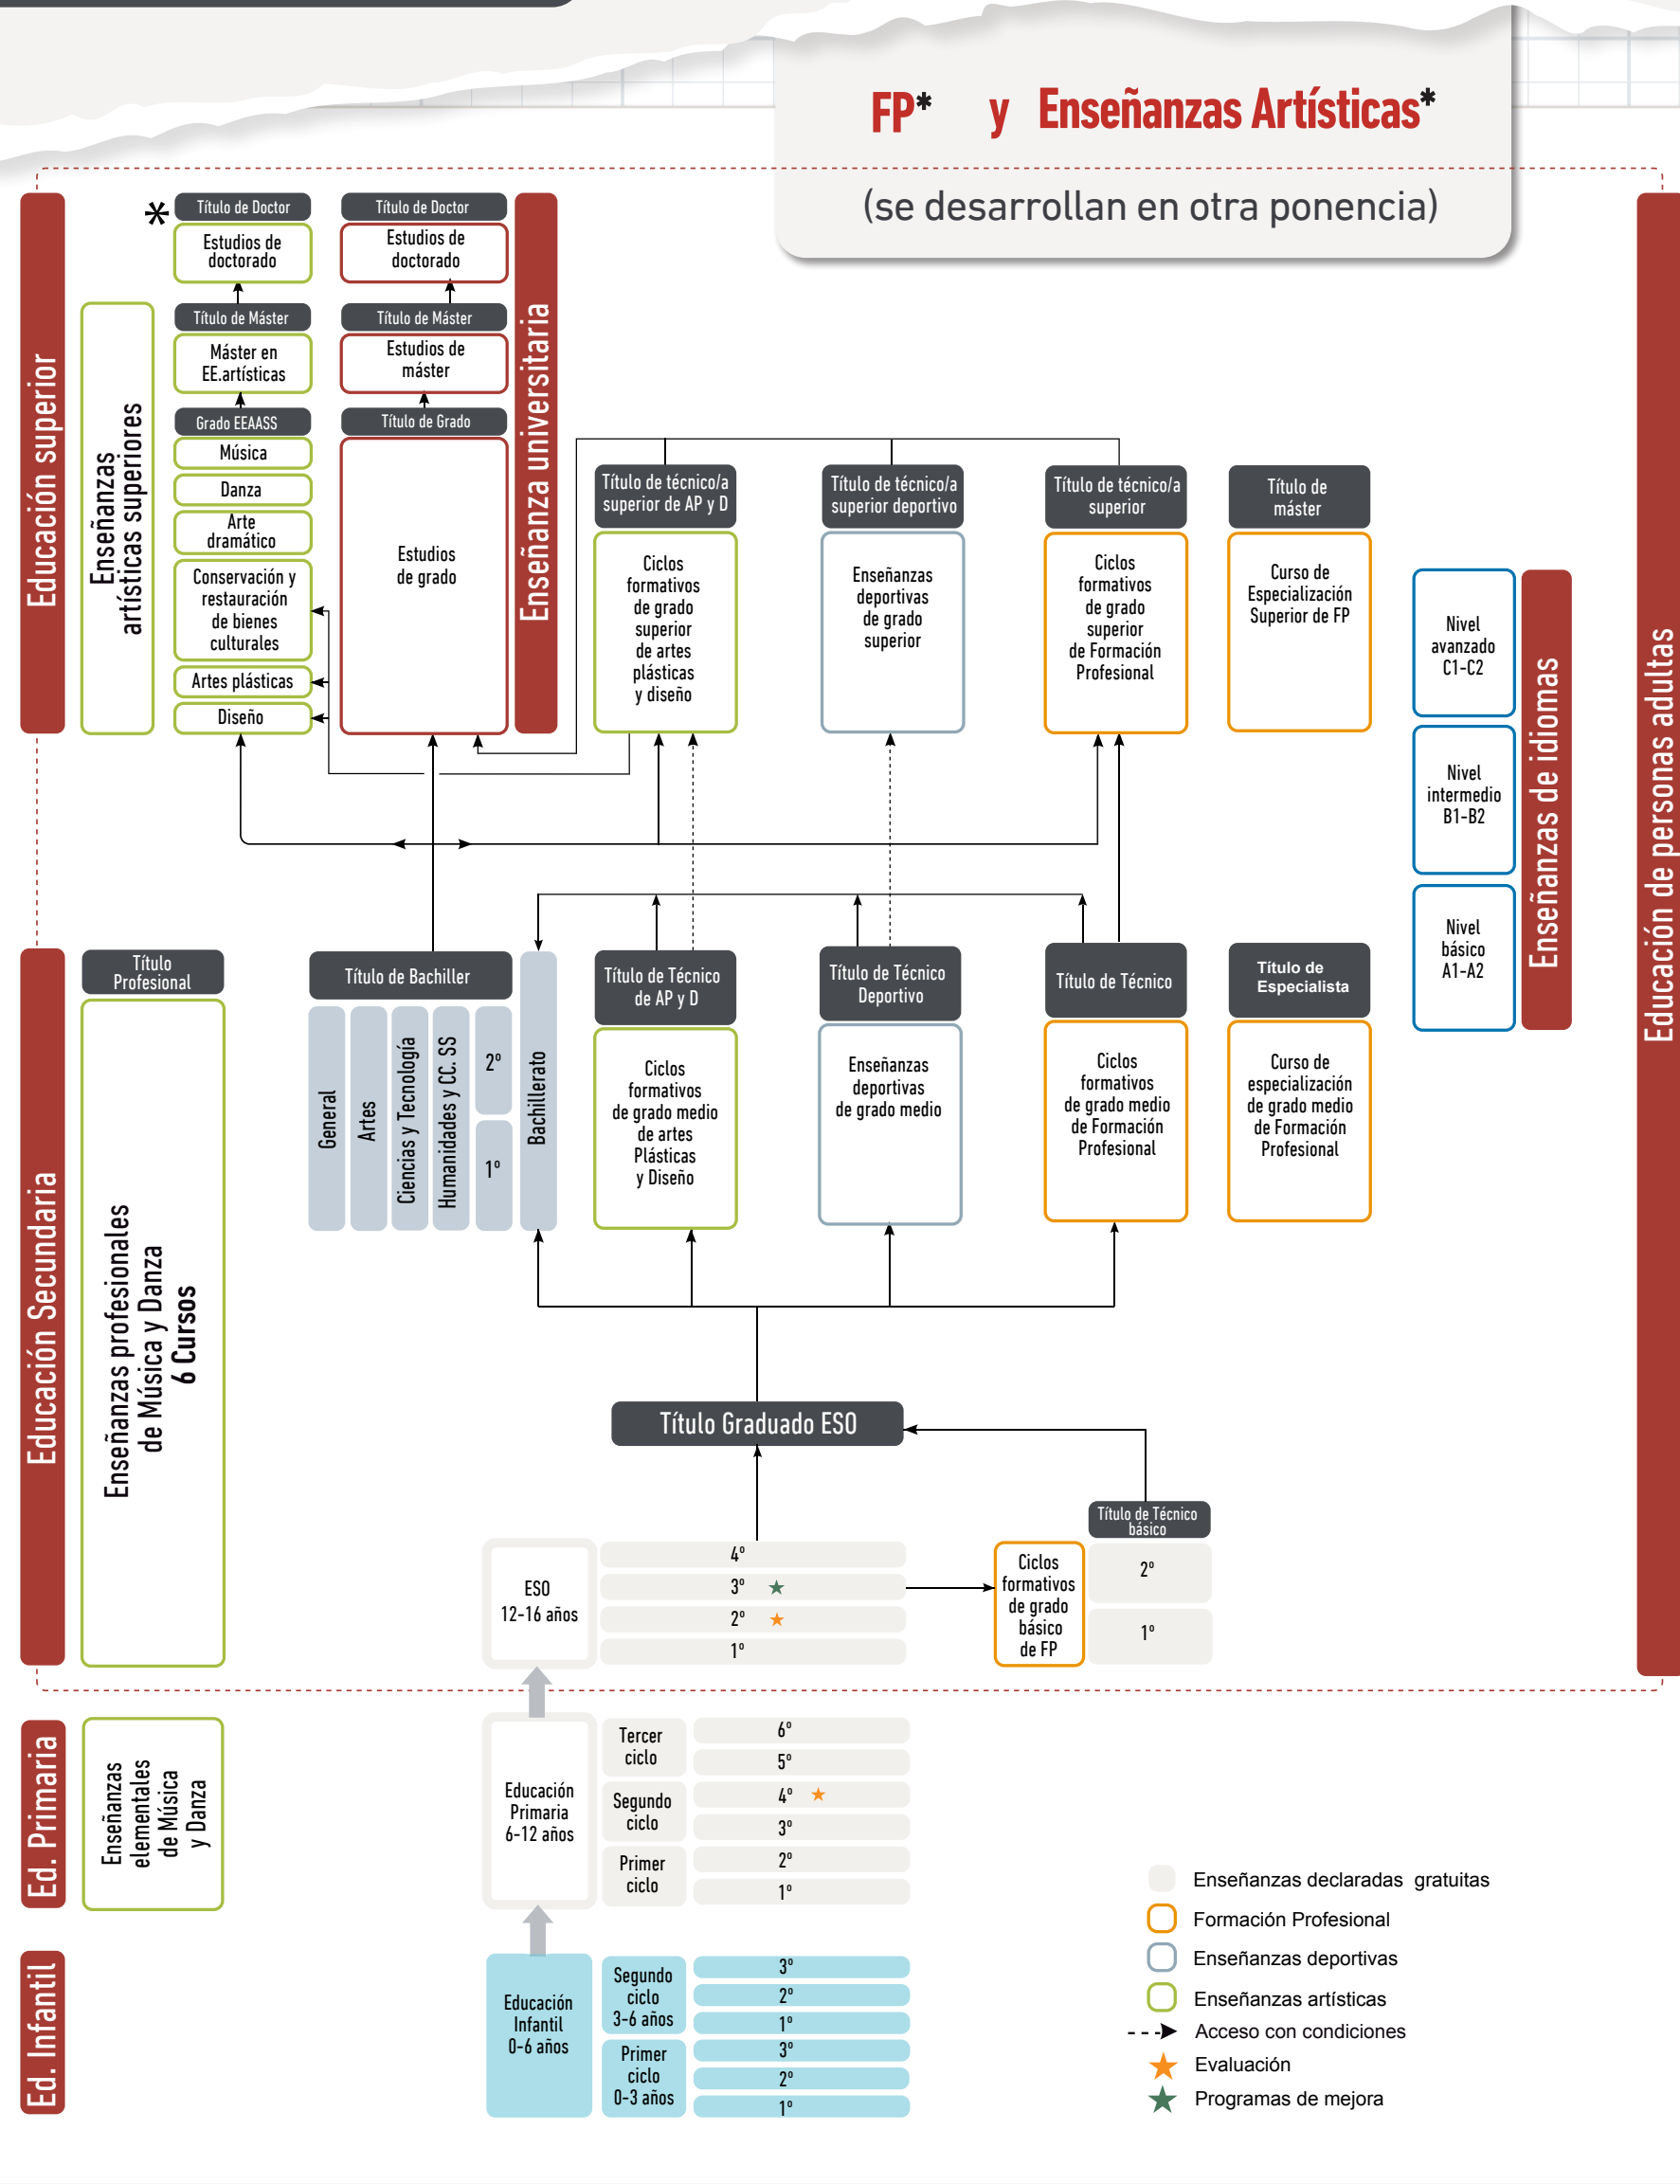 FP* y Enseñanzas Artísticas*
(se desarrollan en otra ponencia)
Educación superior
Enseñanzas
artísticas superiores
*
Título de Doctor
Estudios de
doctorado
Título de Máster
Máster en
EE.artísticas
Grado EEAASS
Música
Danza
Arte
dramático
Conservación y
restauración
de bienes
culturales
Artes plásticas
Diseño
Título de Doctor
Estudios de
doctorado
Título de Máster
Estudios de
máster
Título de Grado
Estudios
de grado
Enseñanza universitaria
Título de técnico/a
superior de AP y D
Ciclos
formativos
de grado
superior
de artes
plásticas
y diseño
Título de técnico/a
superior deportivo
Enseñanzas
deportivas
de grado
superior
Título de técnico/a
superior
Ciclos
formativos
de grado
superior
de Formación
Profesional
Título de
máster
Curso de
Especialización
Superior de FP
Nivel
avanzado
C1-C2
Nivel
intermedio
B1-B2
Nivel
básico
A1-A2
Enseñanzas de idiomas
Educación de personas adultas
Educación Secundaria
Título
Profesional
Enseñanzas profesionales
de Música y Danza
6 Cursos
Título de Bachiller
General
Artes
Ciencias y Tecnología
Humanidades y CC. SS
2º
1º
Bachillerato
Título de Técnico
de AP y D
Ciclos
formativos
de grado medio
de artes
Plásticas
y Diseño
Título de Técnico
Deportivo
Enseñanzas
deportivas
de grado medio
Título de Técnico
Ciclos
formativos
de grado medio
de Formación
Profesional
Título de
Especialista
Curso de
especialización
de grado medio
de Formación
Profesional
Título Graduado ESO
ESO
12-16 años
4º
3º
2º
1º
Ciclos
formativos
de grado
básico
de FP
Título de Técnico
básico
2º
1º
Ed. Primaria
Enseñanzas
elementales
de Música
y Danza
Educación
Primaria
6-12 años
Tercer
ciclo
6º
5º
Segundo
ciclo
4º
3º
Primer
ciclo
2º
1º
Ed. Infantil
Educación
Infantil
0-6 años
Segundo
ciclo
3-6 años
3º
2º
1º
Primer
ciclo
0-3 años
3º
2º
1º
Enseñanzas declaradas gratuitas
Formación Profesional
Enseñanzas deportivas
Enseñanzas artísticas
Acceso con condiciones
Evaluación
Programas de mejora